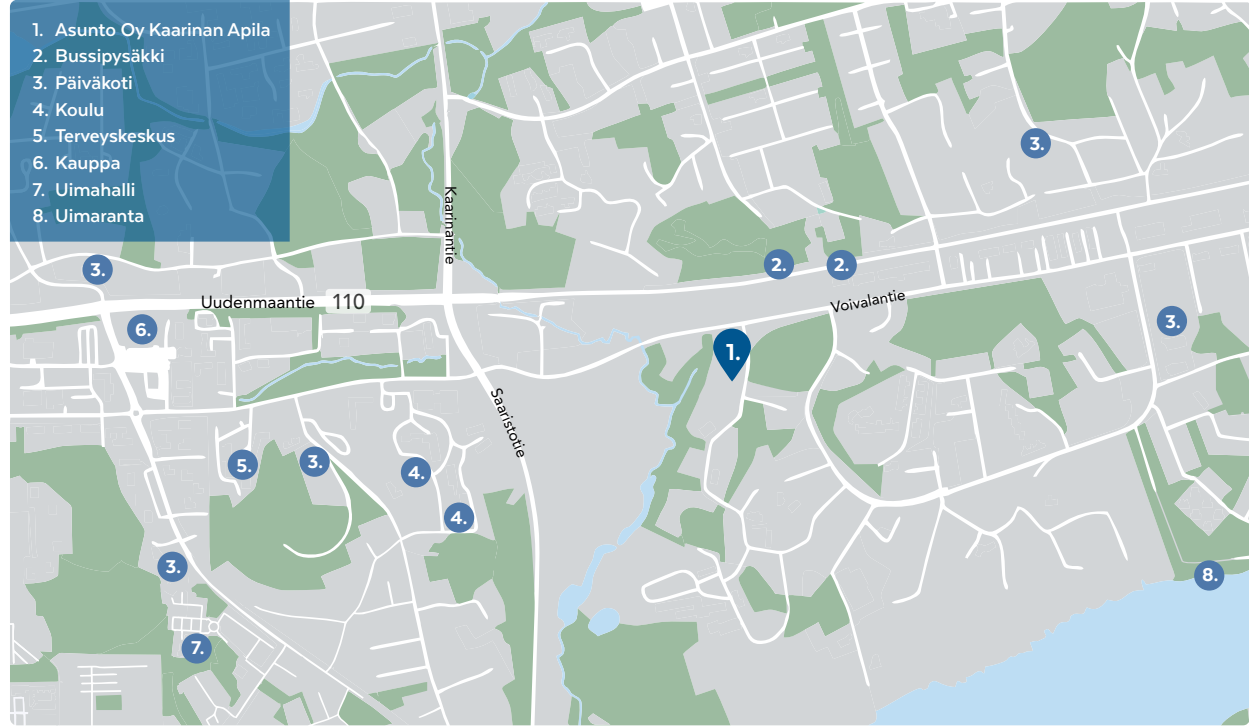 1. Asunto Oy Kaarinan Apila
2. Bussipysäkki
3. Päiväkoti
4. Koulu
5. Terveyskeskus
6. Kauppa
7. Uimahalli
8. Uimaranta
3.
Kaarinantie
3.
2.
2.
Uudenmaantie 110
Voivalantie
6.
3.
1.
Saaristotie
5.
3.
4.
4.
3.
8.
7.